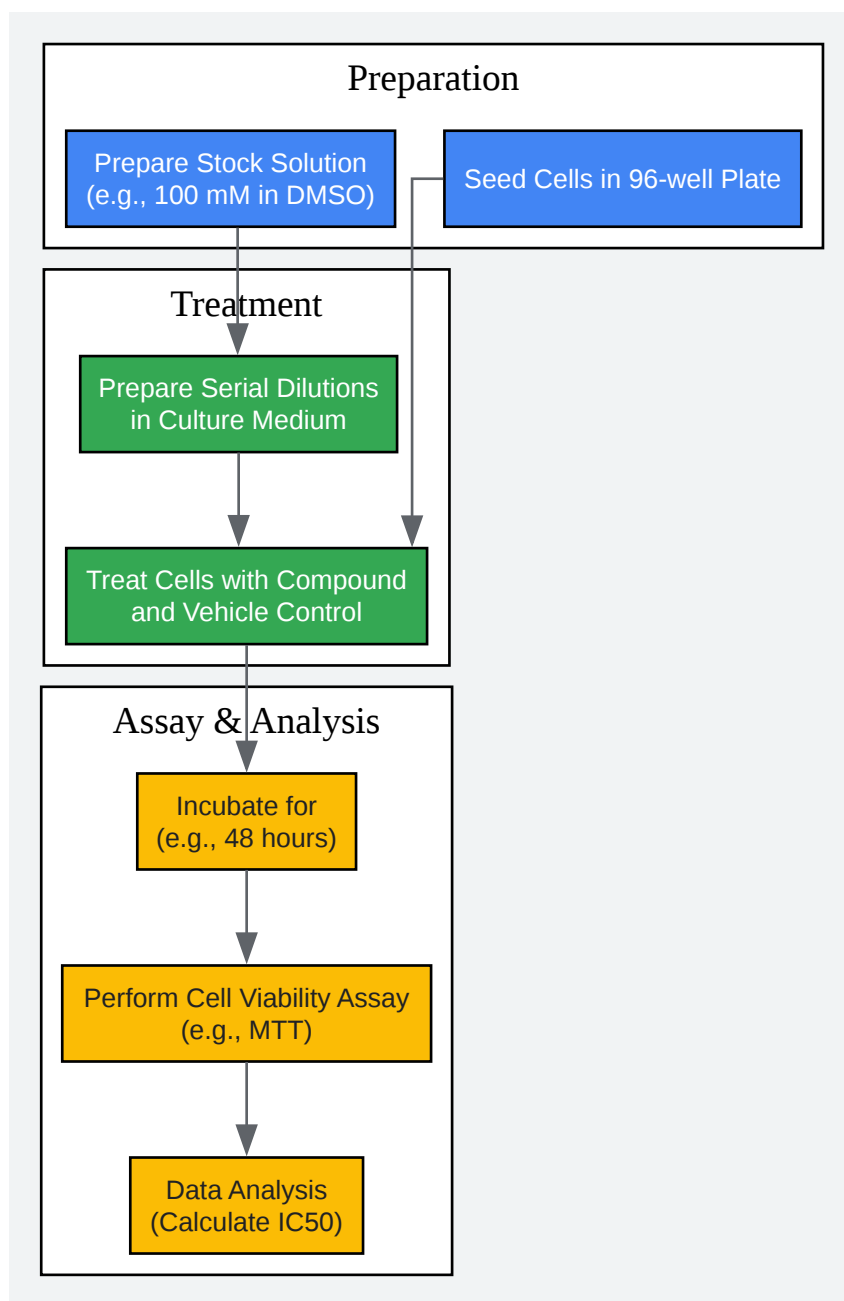 Preparation
Prepare Stock Solution
(e.g., 100 mM in DMSO)
Seed Cells in 96-well Plate
Treatment
Prepare Serial Dilutions
in Culture Medium
Treat Cells with Compound
and Vehicle Control
Assay & Analysis
Incubate for
(e.g., 48 hours)
Perform Cell Viability Assay
(e.g., MTT)
Data Analysis
(Calculate IC50)